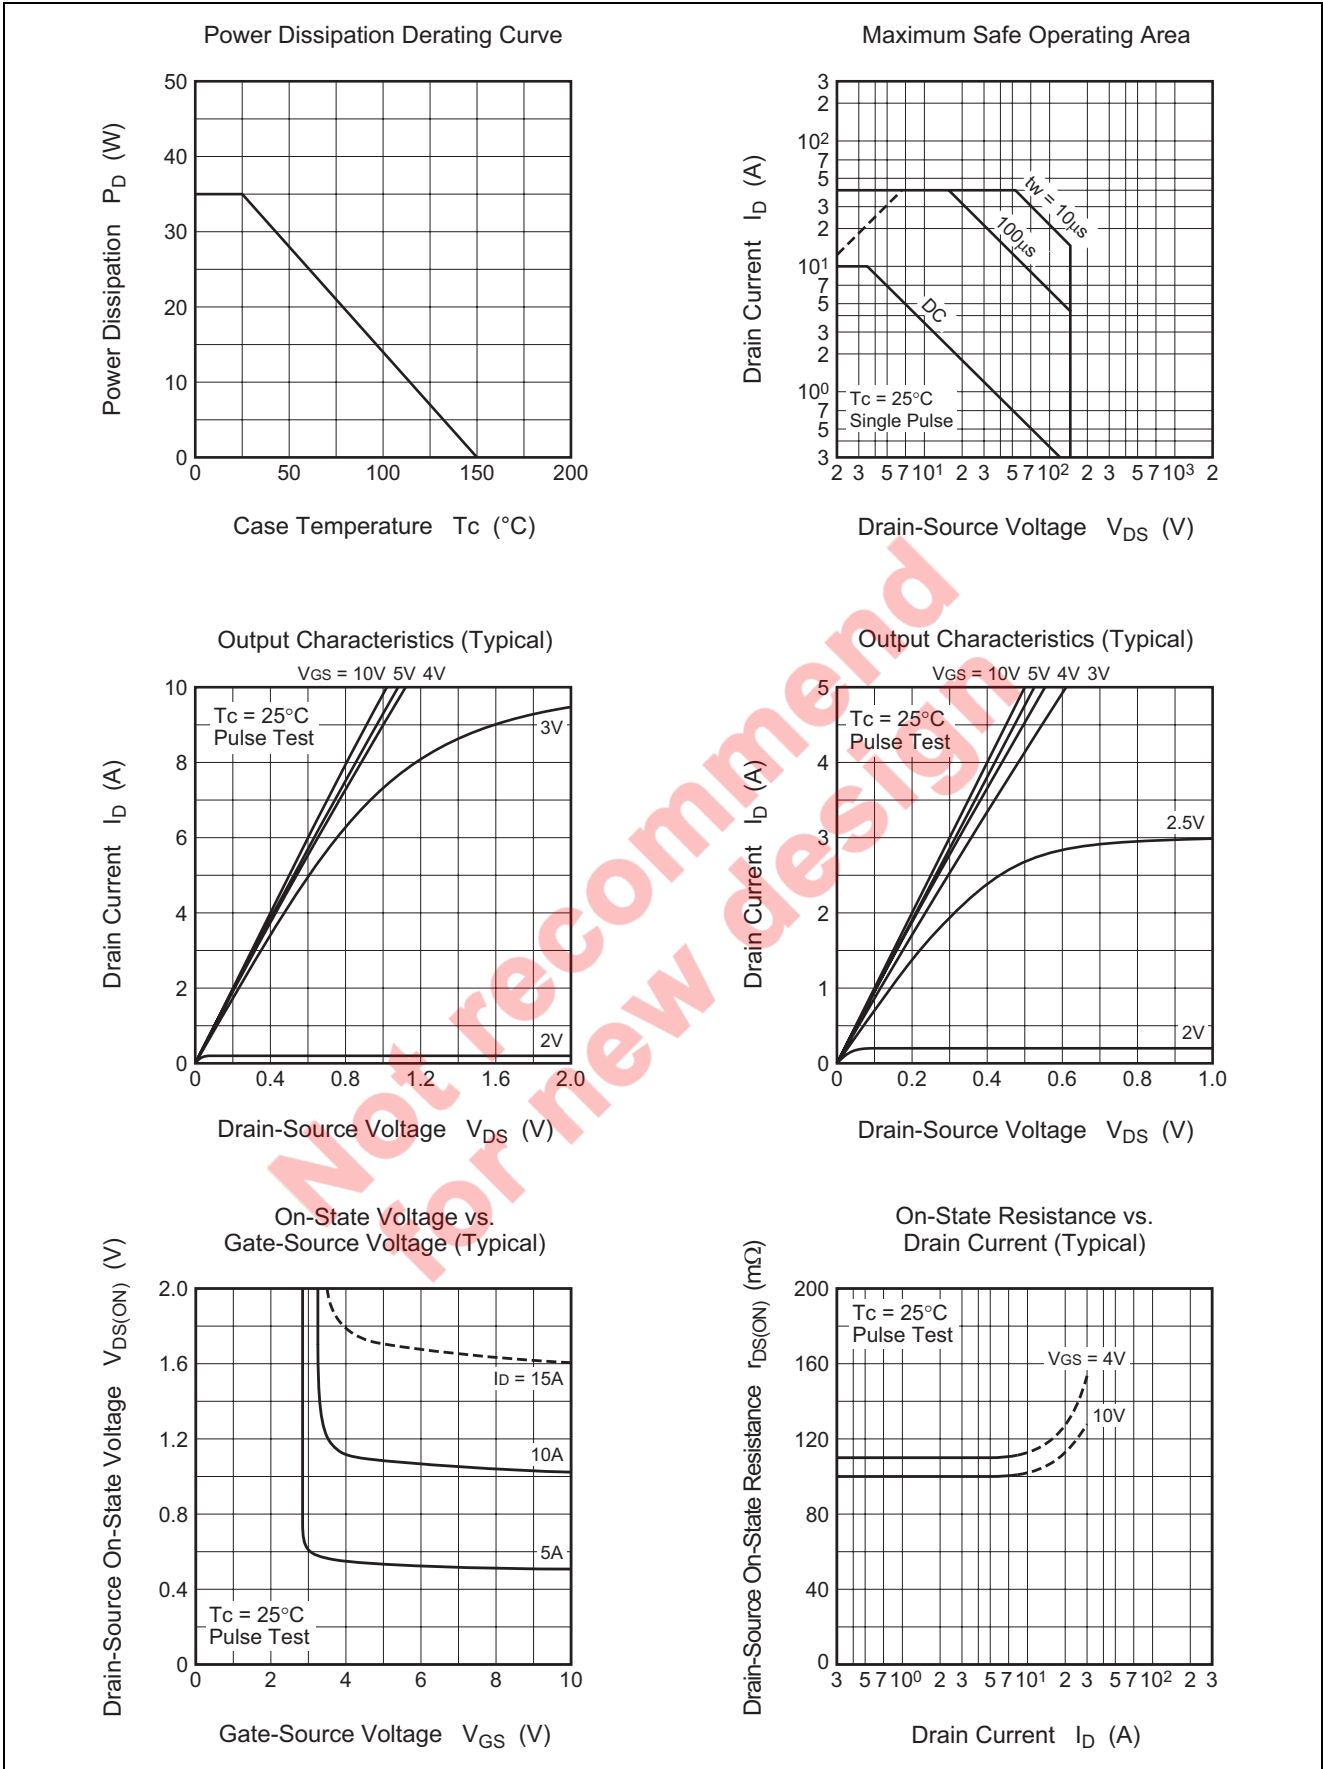 Power Dissipation Derating Curve
Power Dissipation PD (W)
50
40
30
20
10
0
0 50 100 150 200
Case Temperature Tc (°C)
Maximum Safe Operating Area
Drain Current ID (A)
3
2
10²
7
5
3
2
10¹
7
5
3
2
10⁰
7
5
3
tw = 10μs
100μs
DC
Tc = 25°C
Single Pulse
2 3 5 7 10¹ 2 3 5 7 10² 2 3 5 7 10³ 2
Drain-Source Voltage VDS (V)
Output Characteristics (Typical)
VGS = 10V 5V 4V
Drain Current ID (A)
10
8
6
4
2
0
Tc = 25°C
Pulse Test
3V
2V
0 0.4 0.8 1.2 1.6 2.0
Drain-Source Voltage VDS (V)
Output Characteristics (Typical)
VGS = 10V 5V 4V 3V
Drain Current ID (A)
5
4
3
2
1
0
Tc = 25°C
Pulse Test
2.5V
2V
0 0.2 0.4 0.6 0.8 1.0
Drain-Source Voltage VDS (V)
On-State Voltage vs.
Gate-Source Voltage (Typical)
Drain-Source On-State Voltage VDS(ON) (V)
2.0
1.6
1.2
0.8
0.4
0
ID = 15A
10A
5A
Tc = 25°C
Pulse Test
0 2 4 6 8 10
Gate-Source Voltage VGS (V)
On-State Resistance vs.
Drain Current (Typical)
Drain-Source On-State Resistance rDS(ON) (mΩ)
200
160
120
80
40
0
Tc = 25°C
Pulse Test
VGS = 4V
10V
3 5 7 10⁰ 2 3 5 7 10¹ 2 3 5 7 10² 2 3
Drain Current ID (A)
Not recommend
for new design